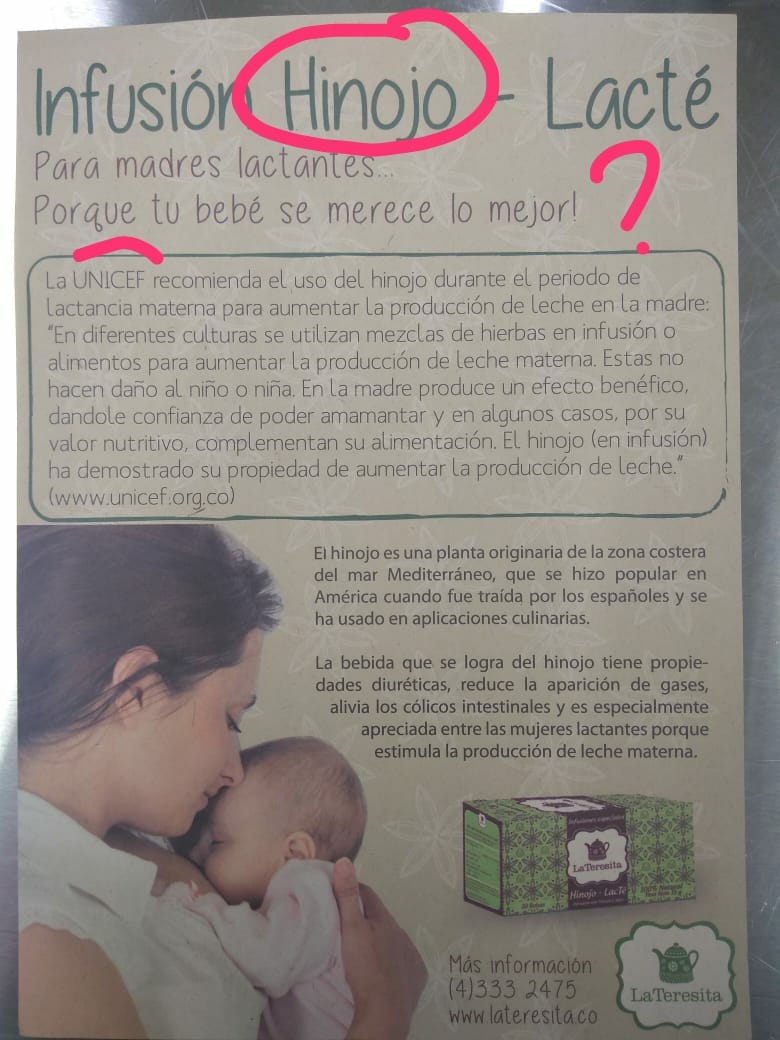 Infusión Hinojo - Lacté
Para madres lactantes...
Porque tu bebé se merece lo mejor!
?
La UNICEF recomienda el uso del hinojo durante el periodo de
lactancia materna para aumentar la producción de leche en la madre:
"En diferentes culturas se utilizan mezclas de hierbas en infusión o
alimentos para aumentar la producción de leche materna. Estas no
hacen daño al niño o niña. En la madre produce un efecto benéfico,
dandole confianza de poder amamantar y en algunos casos, por su
valor nutritivo, complementan su alimentación. El hinojo (en infusión)
ha demostrado su propiedad de aumentar la producción de leche."
(www.unicef.org.co)
El hinojo es una planta originaria de la zona costera
del mar Mediterráneo, que se hizo popular en
América cuando fue traída por los españoles y se
ha usado en aplicaciones culinarias.
La bebida que se logra del hinojo tiene propie-
dades diuréticas, reduce la aparición de gases,
alivia los cólicos intestinales y es especialmente
apreciada entre las mujeres lactantes porque
estimula la producción de leche materna.
Infusiones especiales
LaTeresita
Hinojo - LacTé
100% Natural
20 Bolsas
Más información
(4)333 2475
www.lateresita.co
LaTeresita